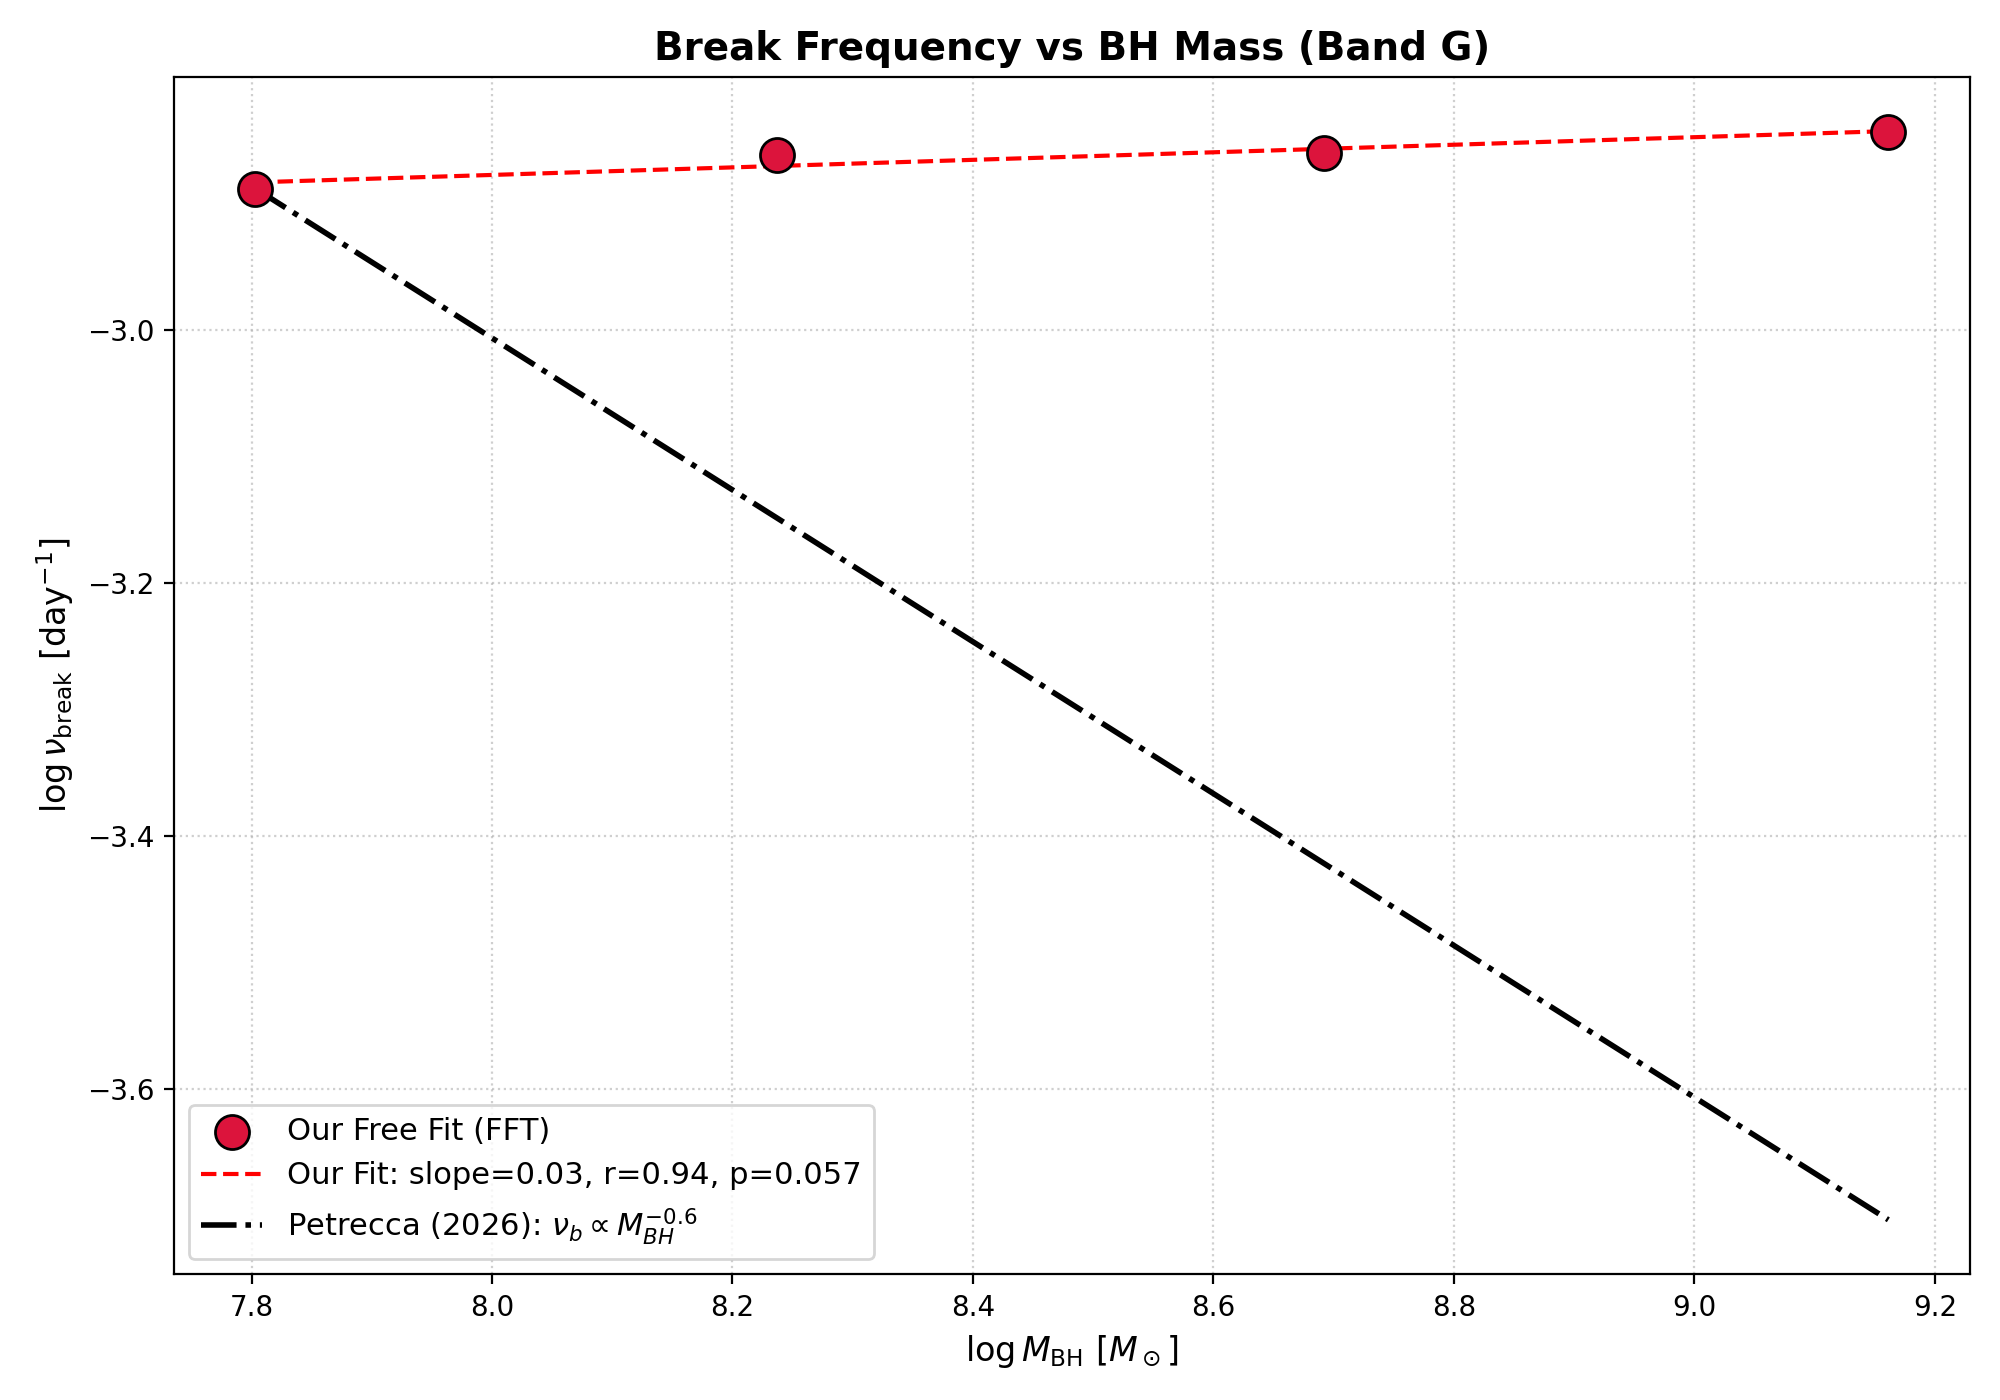 Break Frequency vs BH Mass (Band G)
log ν_break [day⁻¹]
−3.0
−3.2
−3.4
−3.6
Our Free Fit (FFT)
Our Fit: slope=0.03, r=0.94, p=0.057
Petrecca (2026): ν_b ∝ M_BH^−0.6
7.8 8.0 8.2 8.4 8.6 8.8 9.0 9.2
log M_BH [M_⊙]